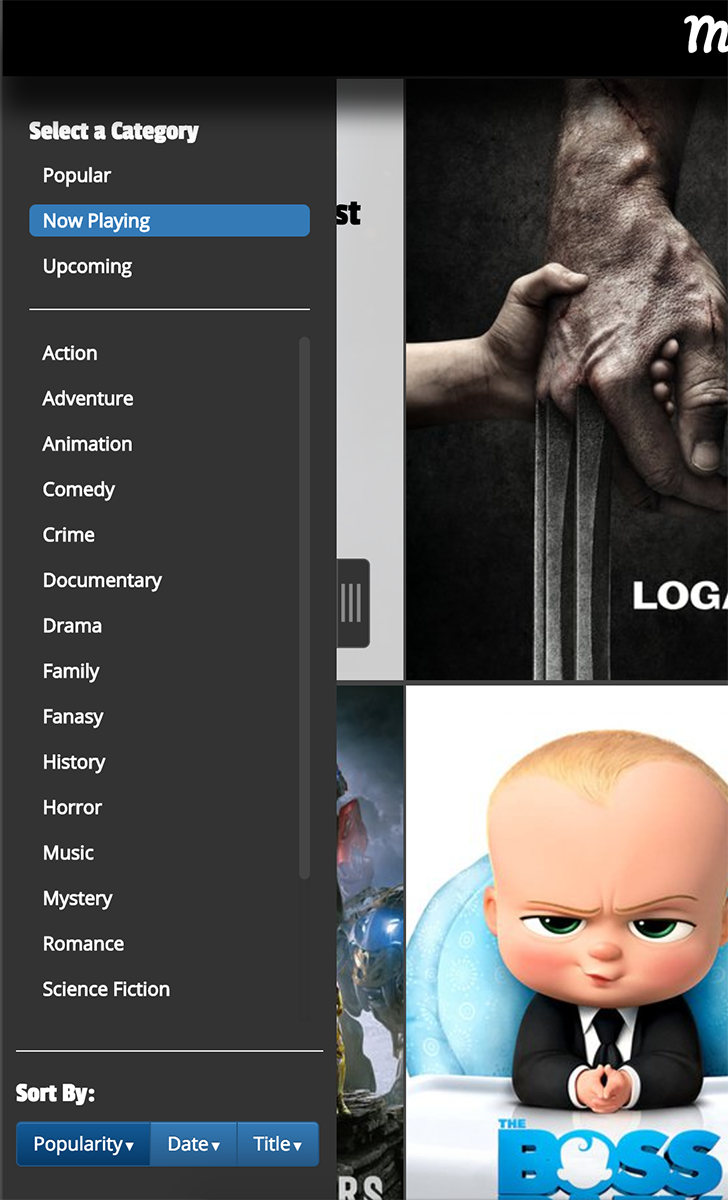 m
Select a Category
Popular
Now Playing
st
Upcoming
Action
Adventure
Animation
Comedy
Crime
Documentary
Drama
LOGA
Family
Fanasy
History
Horror
Music
Mystery
Romance
Science Fiction
Sort By:
Popularity▾ Date▾ Title▾
THE
BOSS
RS